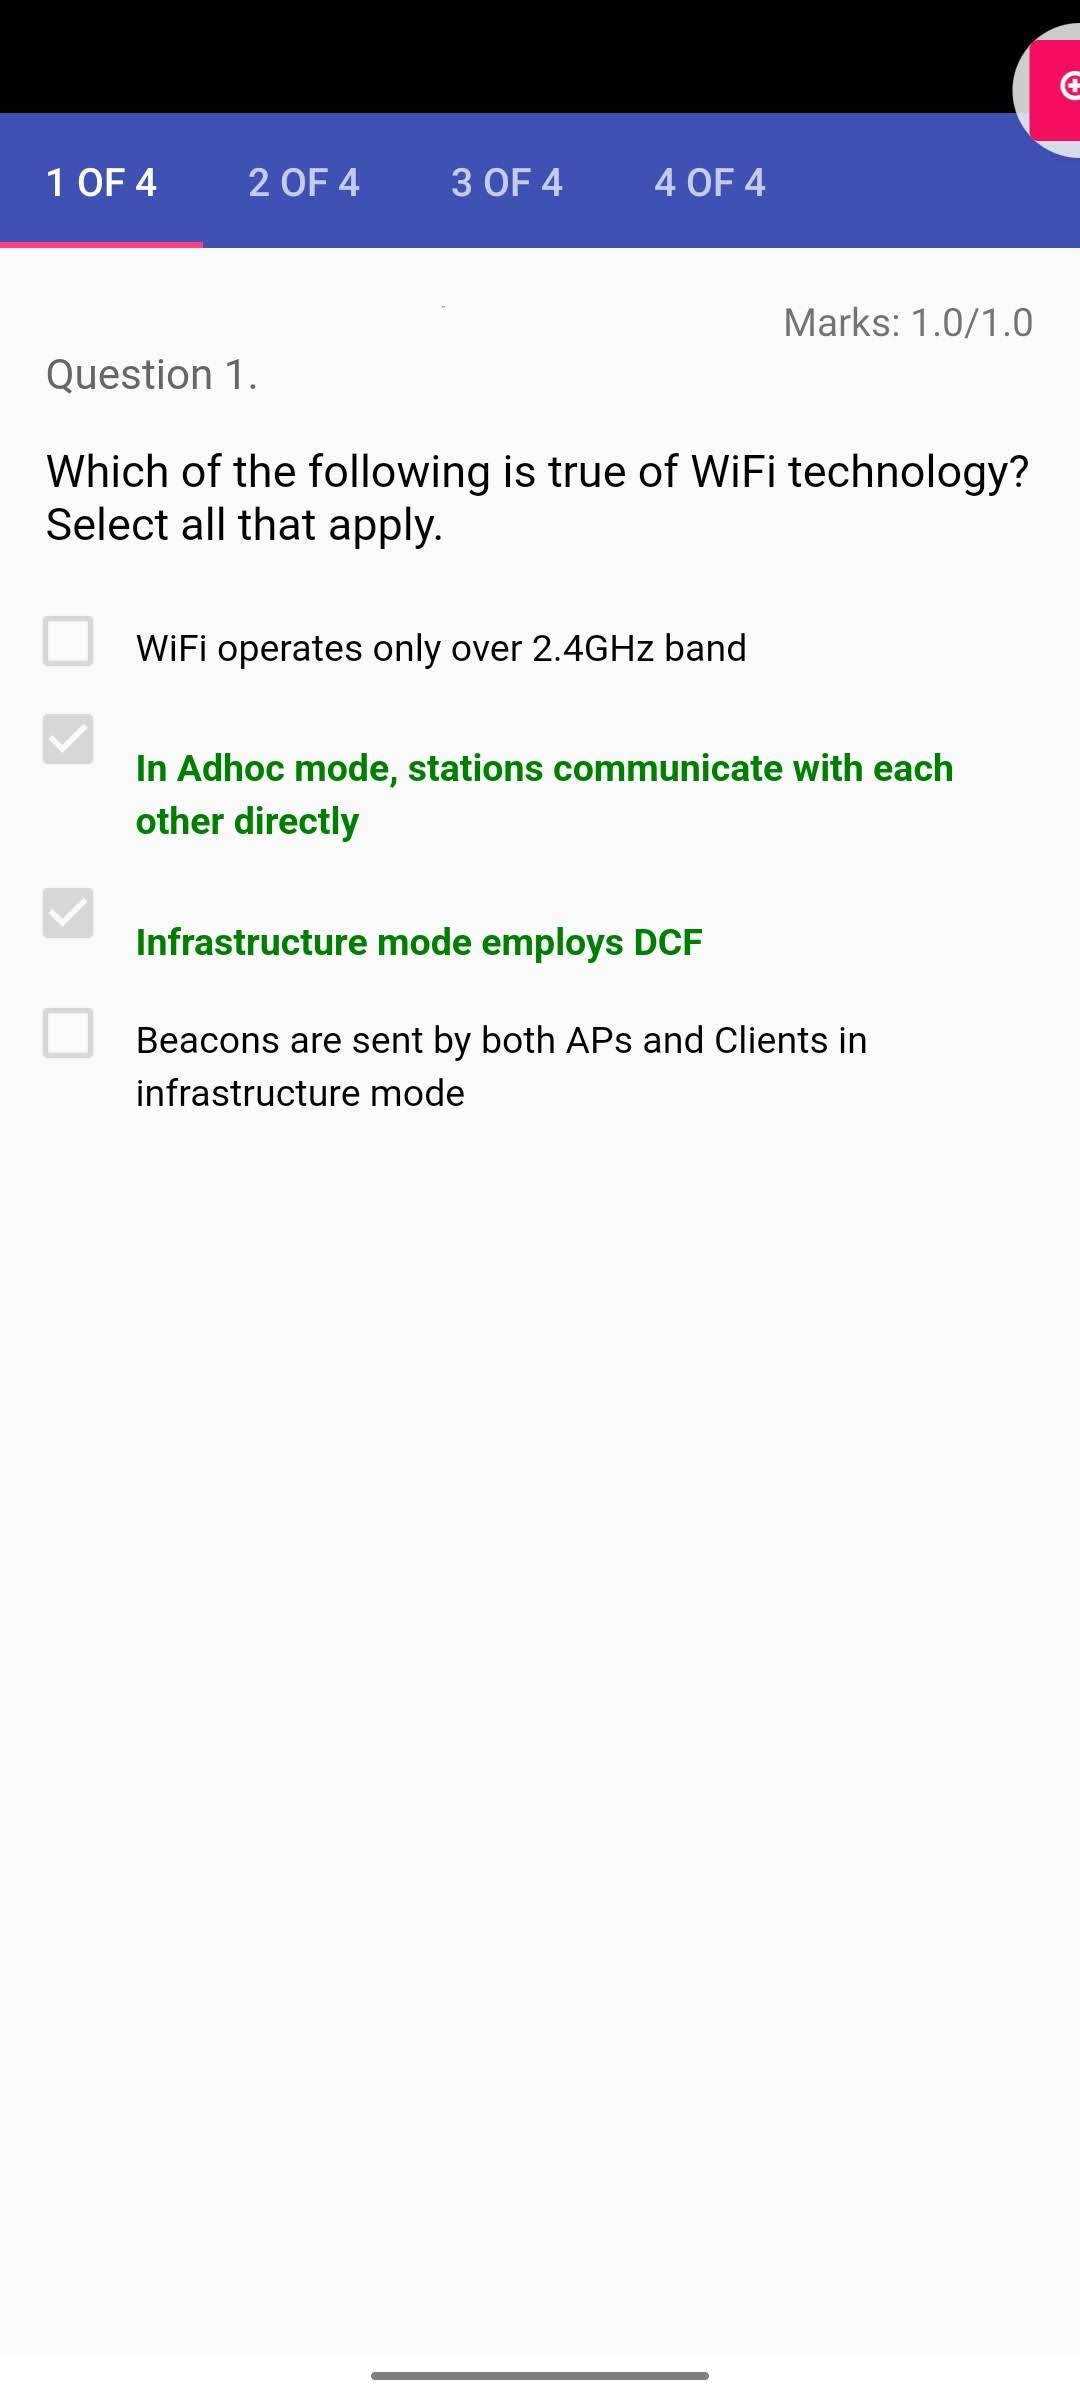 1 OF 4 2 OF 4 3 OF 4 4 OF 4
Marks: 1.0/1.0
Question 1.
Which of the following is true of WiFi technology?
Select all that apply.
WiFi operates only over 2.4GHz band
In Adhoc mode, stations communicate with each
other directly
Infrastructure mode employs DCF
Beacons are sent by both APs and Clients in
infrastructure mode